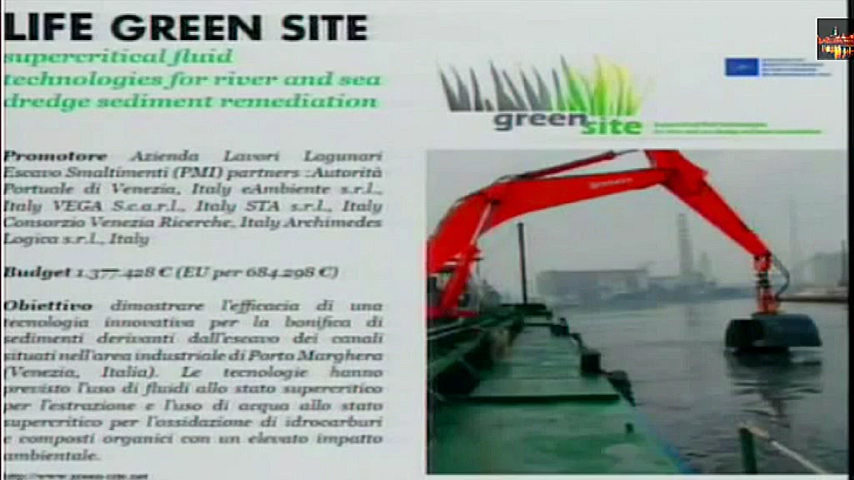 LIFE GREEN SITE
supercritical fluid
technologies for river and sea
dredge sediment remediation
green
site
Promotore Azienda Lavori Lagunari
Escavo Smaltimenti (PMI) partners :Autorità
Portuale di Venezia, Italy eAmbiente s.r.l.,
Italy VEGA S.c.a.r.l., Italy STA s.r.l., Italy
Consorzio Venezia Ricerche, Italy Archimedes
Logica s.r.l., Italy
Budget 1.377.428 € (EU per 684.298 €)
Obiettivo dimostrare l'efficacia di una
tecnologia innovativa per la bonifica di
sedimenti derivanti dall'escavo dei canali
situati nell'area industriale di Porto Marghera
(Venezia, Italia). Le tecnologie hanno
previsto l'uso di fluidi allo stato supercritico
per l'estrazione e l'uso di acqua allo stato
supercritico per l'ossidazione di idrocarburi
e composti organici con un elevato impatto
ambientale.